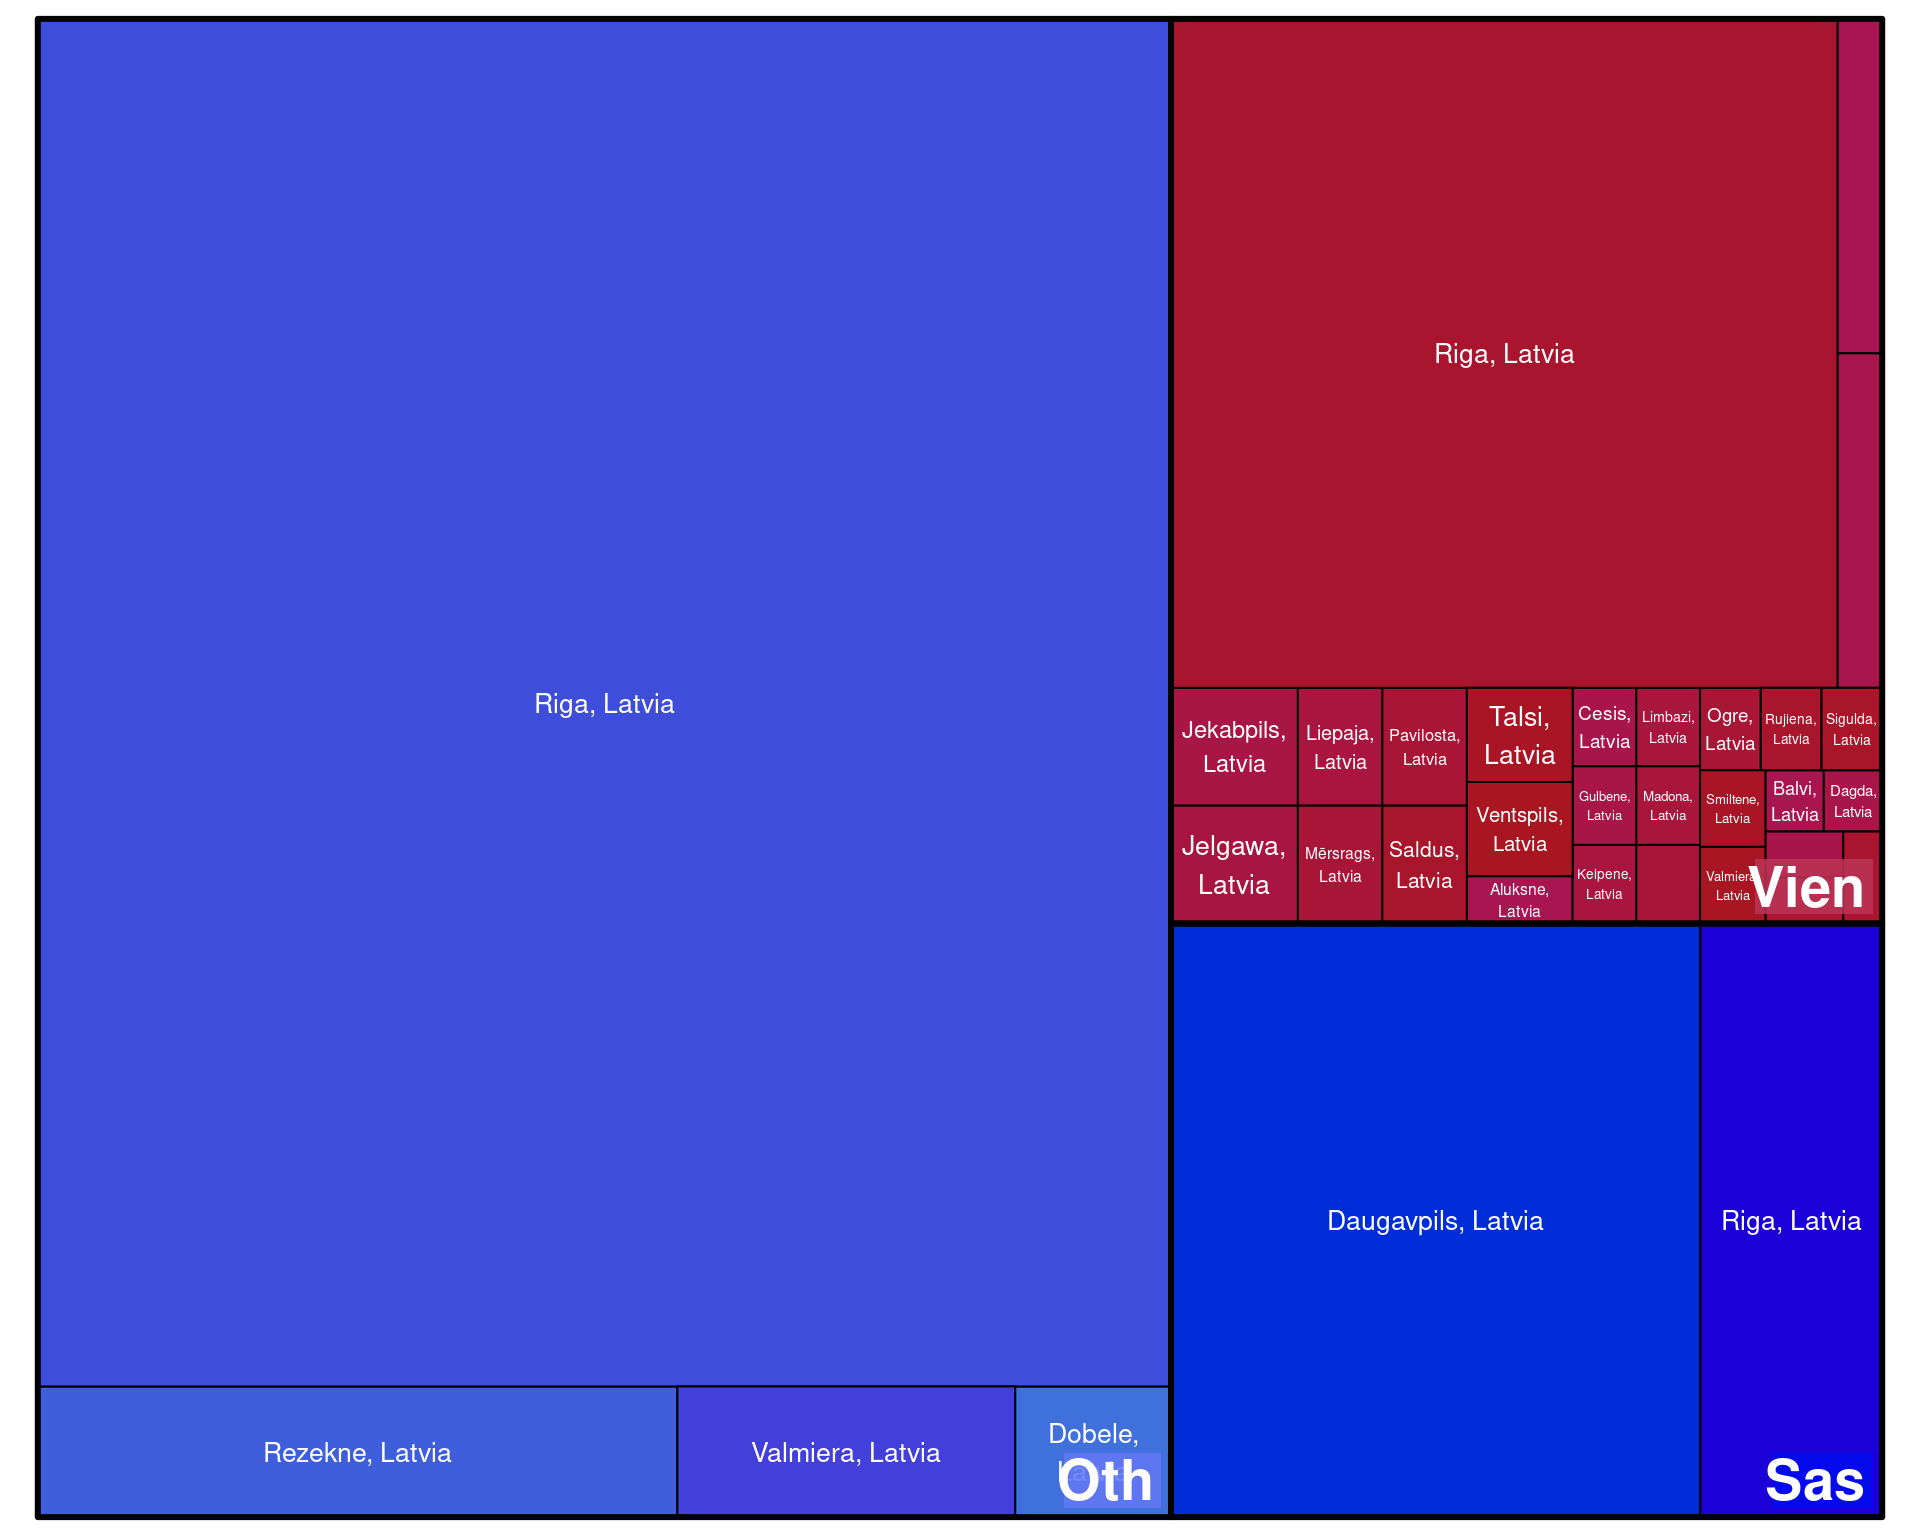 Riga, Latvia
Rezekne, Latvia
Valmiera, Latvia
Dobele,
Oth
Riga, Latvia
Jekabpils,
Latvia
Liepaja,
Latvia
Pavilosta,
Latvia
Talsi,
Latvia
Cesis,
Latvia
Limbazi,
Latvia
Ogre,
Latvia
Rujiena,
Latvia
Sigulda,
Latvia
Jelgawa,
Latvia
Mērsrags,
Latvia
Saldus,
Latvia
Ventspils,
Latvia
Aluksne,
Latvia
Gulbene,
Latvia
Madona,
Latvia
Keipene,
Latvia
Smiltene,
Latvia
Balvi,
Latvia
Dagda,
Latvia
Valmiera
Latvia
Vien
Daugavpils, Latvia
Riga, Latvia
Sas